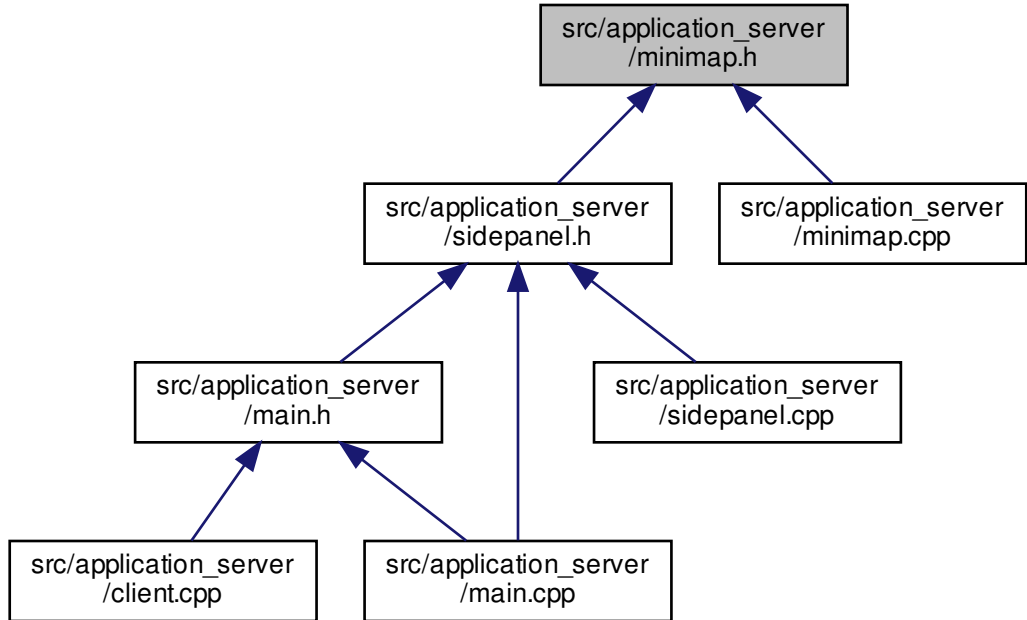 src/application_server
/minimap.h
src/application_server
/sidepanel.h
src/application_server
/minimap.cpp
src/application_server
/main.h
src/application_server
/sidepanel.cpp
src/application_server
/client.cpp
src/application_server
/main.cpp